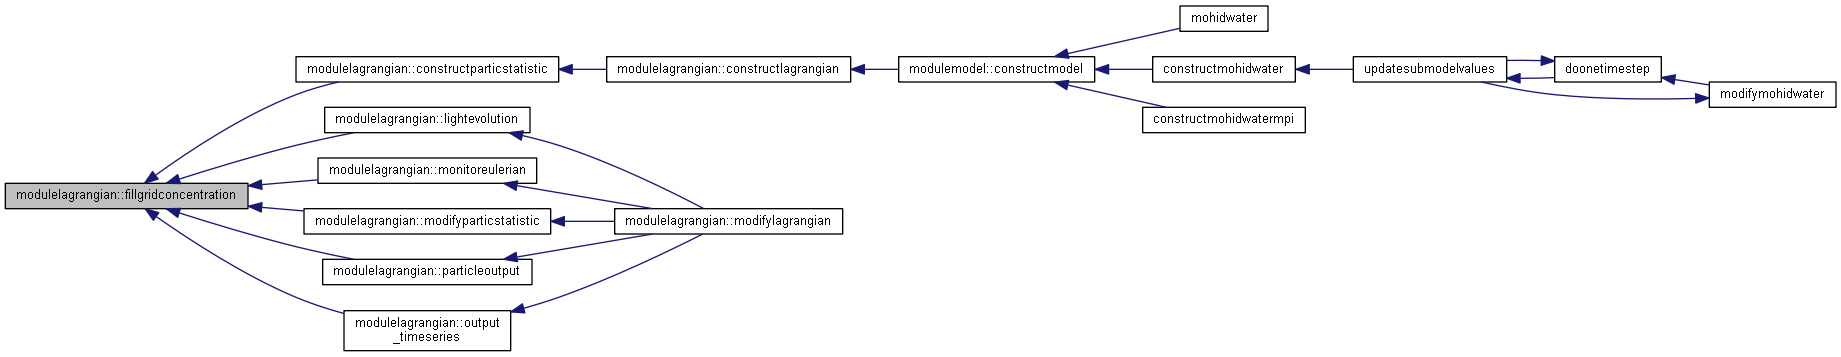 mohidwater
modulelagrangian::constructparticstatistic
modulelagrangian::constructlagrangian
modulemodel::constructmodel
constructmohidwater
updatesubmodelvalues
doonetimestep
modifymohidwater
modulelagrangian::lightevolution
constructmohidwatermpi
modulelagrangian::monitoreulerian
modulelagrangian::fillgridconcentration
modulelagrangian::modifyparticstatistic
modulelagrangian::modifylagrangian
modulelagrangian::particleoutput
modulelagrangian::output
_timeseries